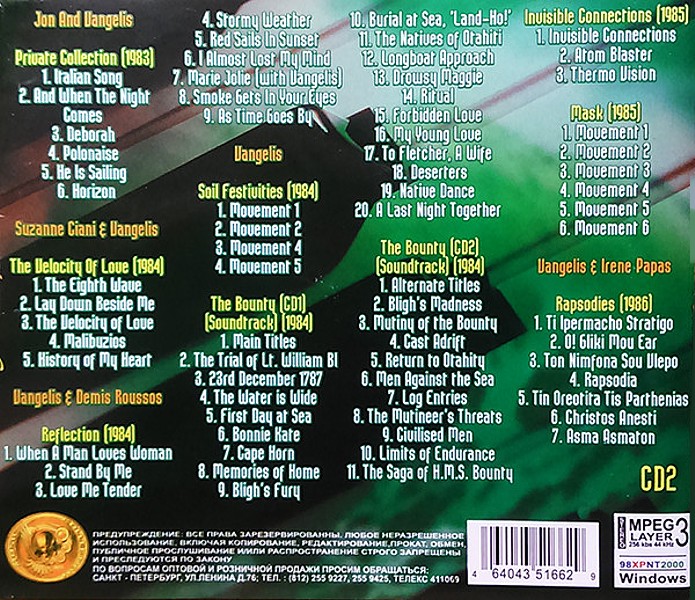 Jon And Vangelis
Private Collection (1983)
1. Italian Song
2. And When The Night
Comes
3. Deborah
4. Polonaise
5. He Is Sailing
6. Horizon
Suzanne Ciani & Vangelis
The Velocity Of Love (1984)
1. The Eighth Wave
2. Lay Down Beside Me
3. The Velocity of Love
4. Malibuzios
5. History of My Heart
Vangelis & Demis Roussos
Reflection (1984)
1. When A Man Loves Woman
2. Stand By Me
3. Love Me Tender
4. Stormy Weather
5. Red Sails In Sunset
6. I Almost Lost My Mind
7. Marie Jolie (with Vangelis)
8. Smoke Gets In Your Eyes
9. As Time Goes By
Vangelis
Soil Festivities (1984)
1. Movement 1
2. Movement 2
3. Movement 4
4. Movement 5
The Bounty (CD1)
(Soundtrack) (1984)
1. Main Titles
2. The Trial of Lt. William Bl
3. 23rd December 1787
4. The Water is Wide
5. First Day at Sea
6. Bonnie Kate
7. Cape Horn
8. Memories of Home
9. Bligh's Fury
10. Burial at Sea, 'Land-Ho!'
11. The Natives of Otahiti
12. Longboat Approach
13. Drowsy Maggie
14. Ritual
15. Forbidden Love
16. My Young Love
17. To Fletcher, A Wife
18. Deserters
19. Native Dance
20. A Last Night Together
The Bounty (CD2)
(Soundtrack) (1984)
1. Alternate Titles
2. Bligh's Madness
3. Mutiny of the Bounty
4. Cast Adrift
5. Return to Otahity
6. Men Against the Sea
7. Log Entries
8. The Mutineer's Threats
9. Civilised Men
10. Limits of Endurance
11. The Saga of H.M.S. Bounty
Invisible Connections (1985)
1. Invisible Connections
2. Atom Blaster
3. Thermo Vision
Mask (1985)
1. Movement 1
2. Movement 2
3. Movement 3
4. Movement 4
5. Movement 5
6. Movement 6
Vangelis & Irene Papas
Rapsodies (1986)
1. Ti Ipermacho Stratigo
2. O! Gliki Mou Ear
3. Ton Nimfona Sou Vlepo
4. Rapsodia
5. Tin Oreotita Tis Parthenias
6. Christos Anesti
7. Asma Asmaton
CD2
ПРЕДУПРЕЖДЕНИЕ: ВСЕ ПРАВА ЗАРЕЗЕРВИРОВАННЫ, ЛЮБОЕ НЕРАЗРЕШЕННОЕ
ИСПОЛЬЗОВАНИЕ, ВКЛЮЧАЯ КОПИРОВАНИЕ, РЕДАКТИРОВАНИЕ, ПРОКАТ, ОБМЕН,
ПУБЛИЧНОЕ ПРОСЛУШИВАНИЕ И/ИЛИ РАСПРОСТРАНЕНИЕ СТРОГО ЗАПРЕЩЕНЫ
И ПРЕСЛЕДУЮТСЯ ПО ЗАКОНУ
ПО ВОПРОСАМ ОПТОВОЙ И РОЗНИЧНОЙ ПРОДАЖИ ПРОСИМ ОБРАЩАТЬСЯ:
САНКТ - ПЕТЕРБУРГ, УЛ.ЛЕНИНА Д.76; ТЕЛ. : (812) 255 9227, 255 9425, ТЕЛЕКС 411069
4 64043 51662 9
MPEG
LAYER 3
256 kbs 44 kHz
98XPNT2000
Windows